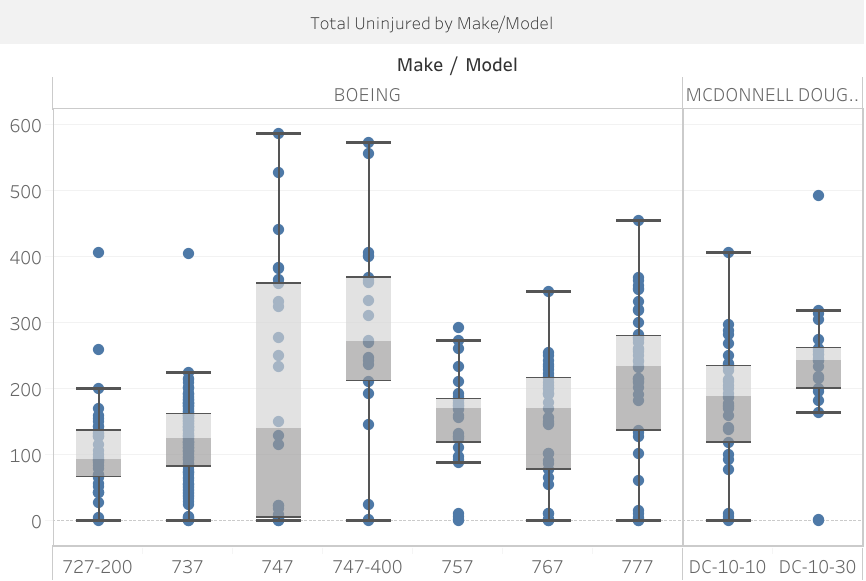 Total Uninjured by Make/Model
Make / Model
BOEING
MCDONNELL DOUG..
600
500
400
300
200
100
0
727-200
737
747
747-400
757
767
777
DC-10-10
DC-10-30